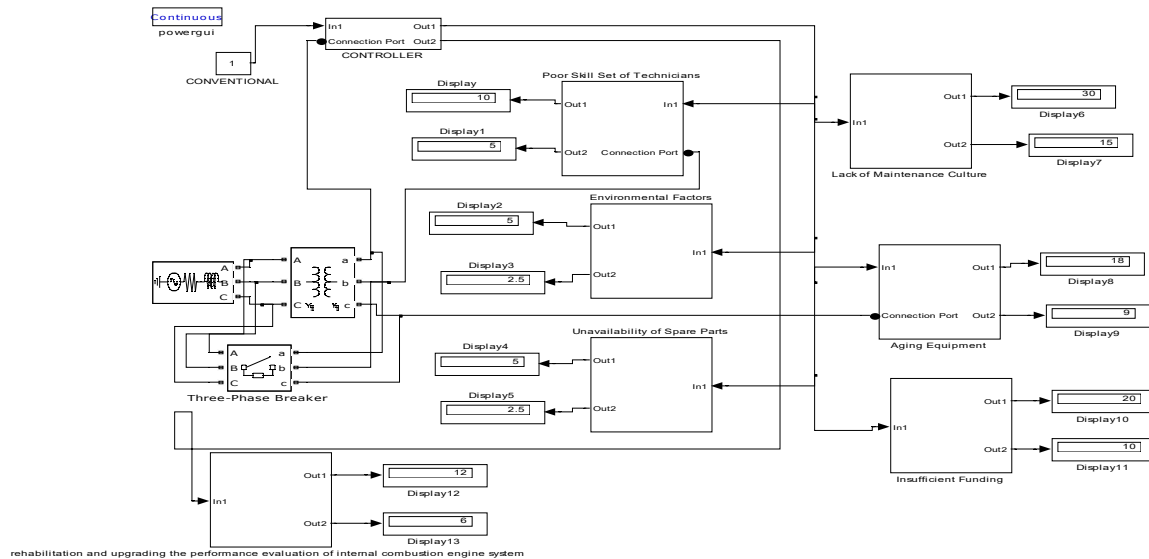 Continuous
powergui
1
CONVENTIONAL
In1
Out1
Connection Port
Out2
CONTROLLER
Poor Skill Set of Technicians
Display
10
Out1
In1
Display1
5
Out2
Connection Port
Out1
30
Display6
In1
Out2
15
Display7
Lack of Maintenance Culture
Environmental Factors
Display2
5
Out1
In1
Display3
2.5
Out2
In1
Out1
18
Display8
Connection Port
Out2
9
Display9
Aging Equipment
A
B
C
A
a
B
b
C
c
Yg
Yg
A
a
B
b
C
c
Three-Phase Breaker
Unavailability of Spare Parts
Display4
5
Out1
In1
Display5
2.5
Out2
Out1
20
Display10
In1
Out2
10
Display11
Insufficient Funding
Out1
12
Display12
In1
Out2
6
Display13
rehabilitation and upgrading the performance evaluation of internal combustion engine system